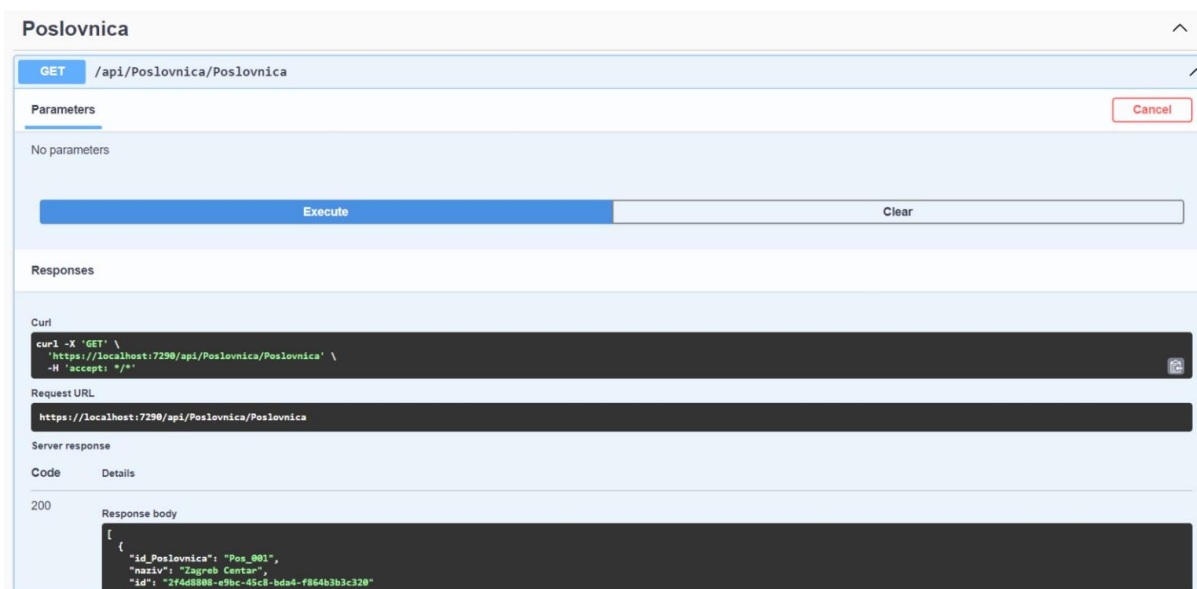 Poslovnica
GET /api/Poslovnica/Poslovnica
Parameters
Cancel
No parameters
Execute
Clear
Responses
Curl
curl -X 'GET' \
'https://localhost:7290/api/Poslovnica/Poslovnica' \
-H 'accept: */*'
Request URL
https://localhost:7290/api/Poslovnica/Poslovnica
Server response
Code Details
200
Response body
[
{
"id_Poslovnica": "Pos_001",
"naziv": "Zagreb Centar",
"id": "2f4d8808-e9bc-45c8-bda4-f864b3b3c320"